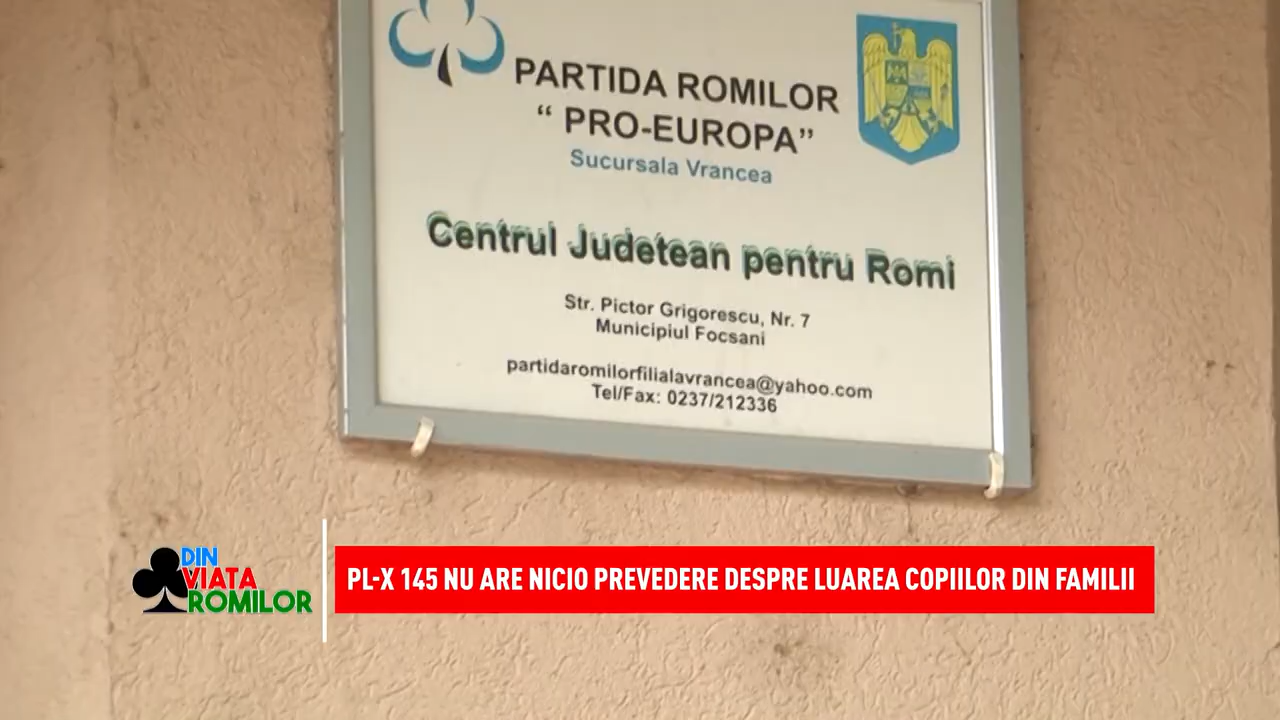 PARTIDA ROMILOR
“ PRO-EUROPA”
Sucursala Vrancea
Centrul Judetean pentru Romi
Str. Pictor Grigorescu, Nr. 7
Municipiul Focsani
partidaromilorfilialavrancea@yahoo.com
Tel/Fax: 0237/212336
DIN
VIATA
ROMILOR
PL-X 145 NU ARE NICIO PREVEDERE DESPRE LUAREA COPIILOR DIN FAMILII